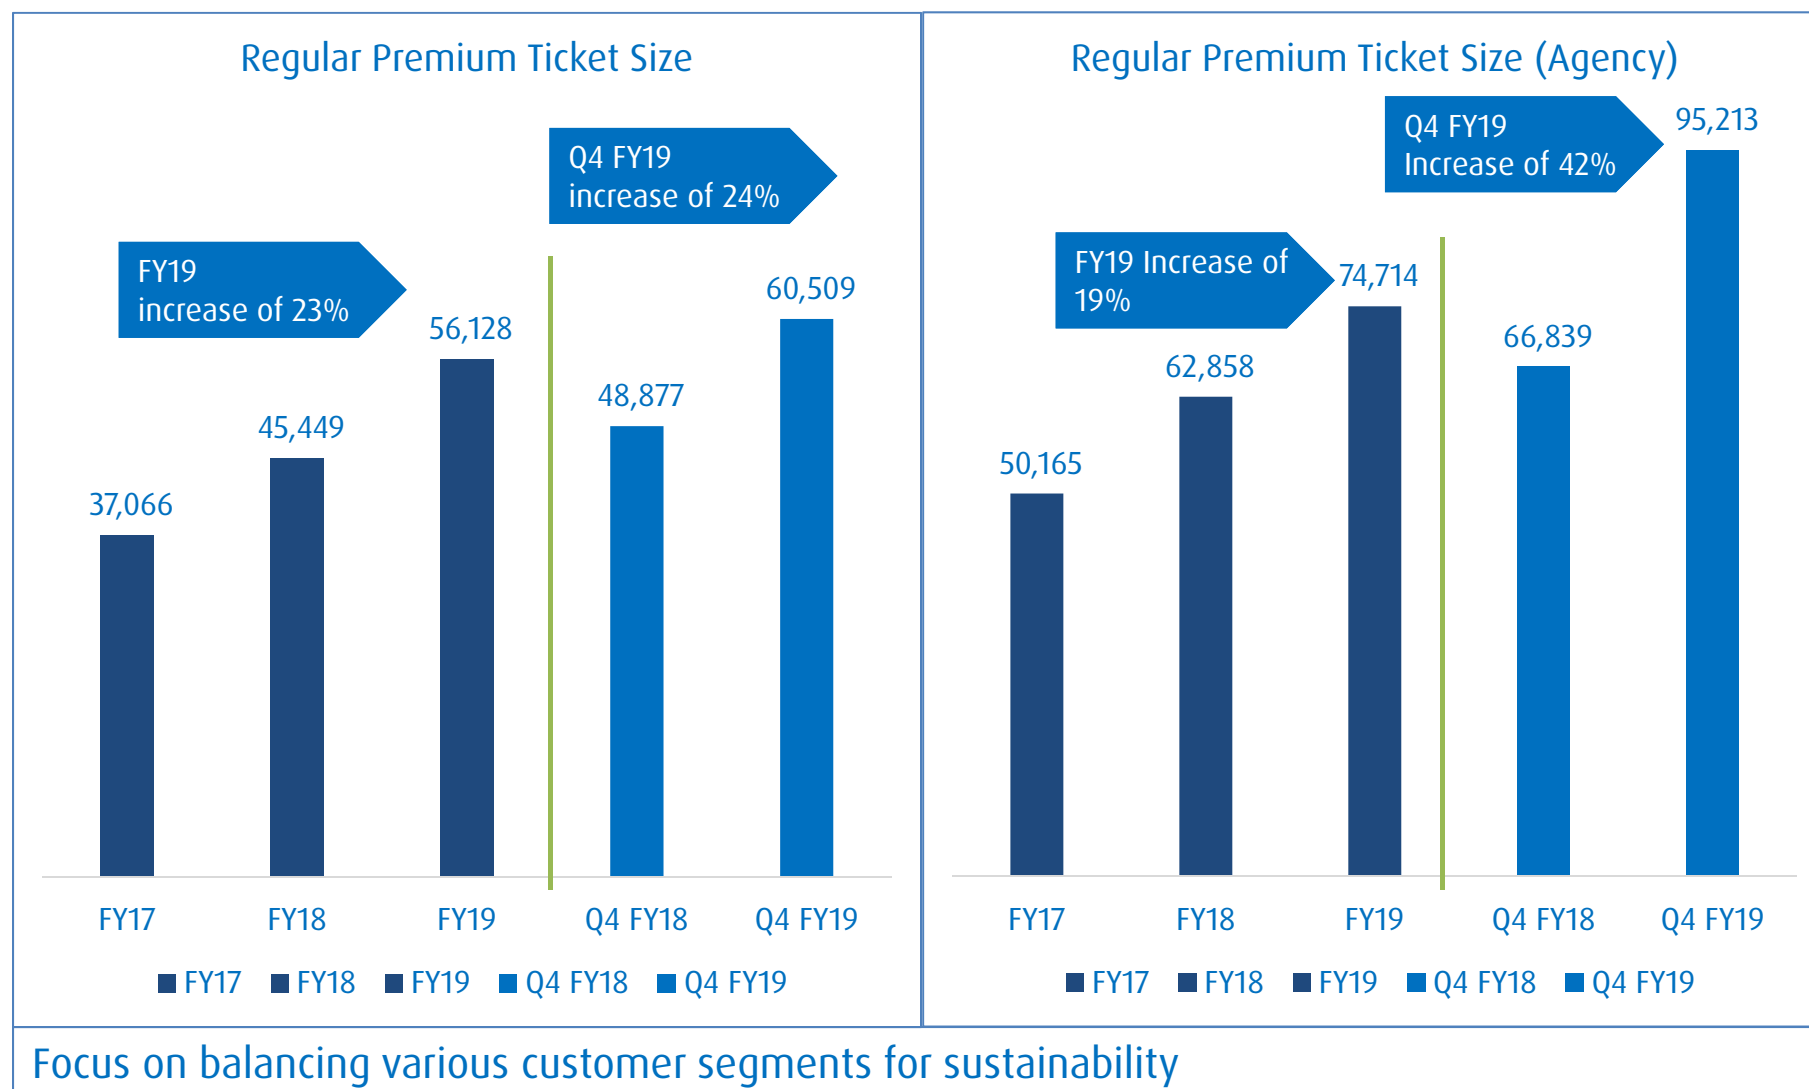 Regular Premium Ticket Size
Q4 FY19
increase of 24%
FY19
increase of 23%
37,066
45,449
56,128
48,877
60,509
FY17
FY18
FY19
Q4 FY18
Q4 FY19
FY17 FY18 FY19 Q4 FY18 Q4 FY19
Regular Premium Ticket Size (Agency)
Q4 FY19
Increase of 42%
FY19 Increase of
19%
50,165
62,858
74,714
66,839
95,213
FY17
FY18
FY19
Q4 FY18
Q4 FY19
FY17 FY18 FY19 Q4 FY18 Q4 FY19
Focus on balancing various customer segments for sustainability